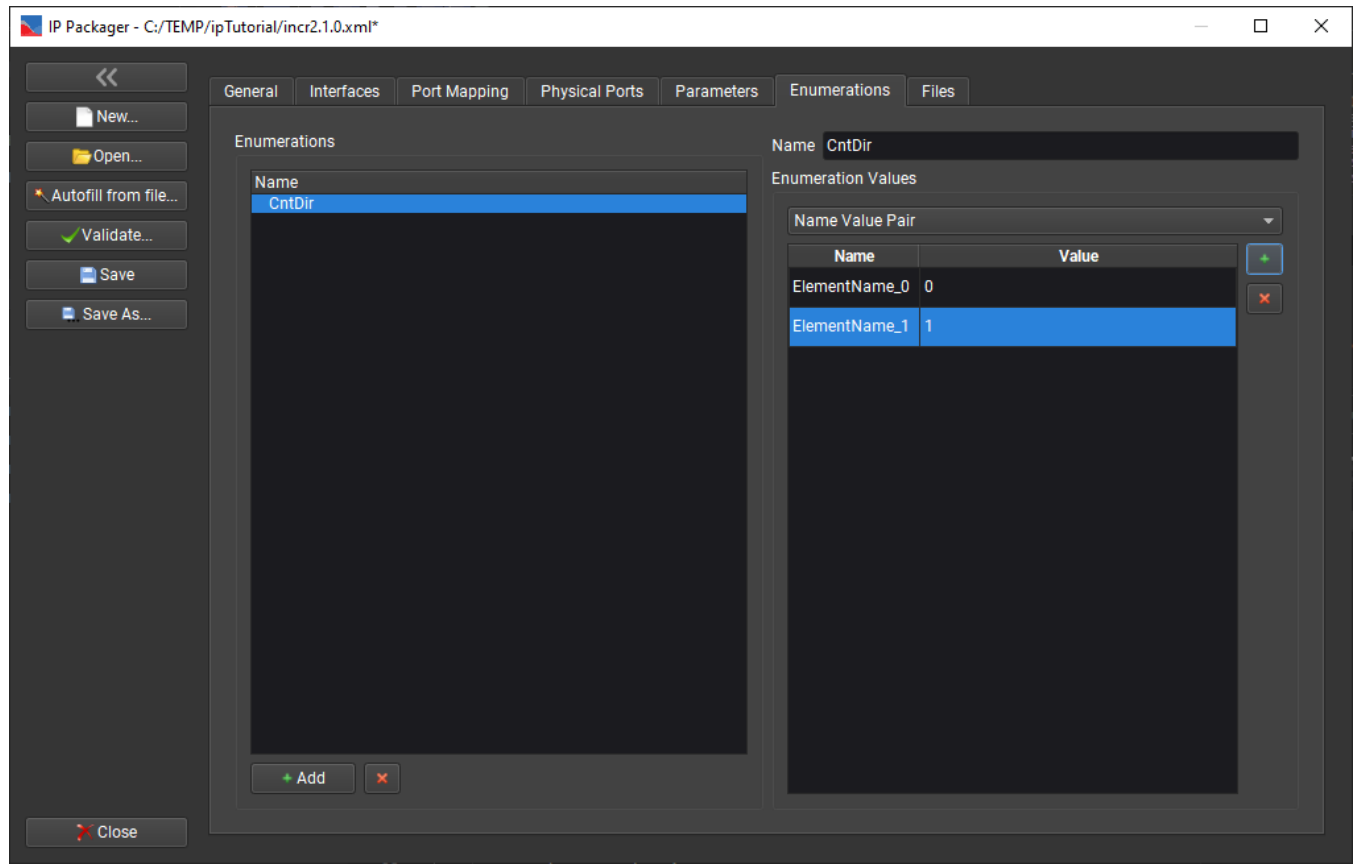 IP Packager - C:/TEMP/ipTutorial/incr2.1.0.xml*
New...
Open...
Autofill from file...
Validate...
Save
Save As...
Close
General Interfaces Port Mapping Physical Ports Parameters Enumerations Files
Enumerations
Name
CntDir
+ Add
Name CntDir
Enumeration Values
Name Value Pair
Name Value
ElementName_0 0
ElementName_1 1